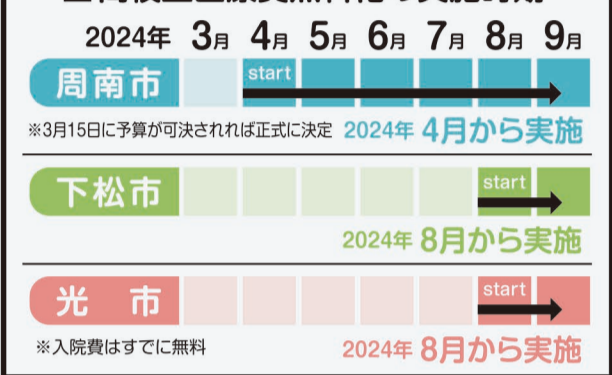 2024年 3月 4月 5月 6月 7月 8月 9月
周南市 start
※3月15日に予算が可決されれば正式に決定 2024年 4月から実施
下松市 start
2024年 8月から実施
光 市 start
※入院費はすでに無料 2024年 8月から実施